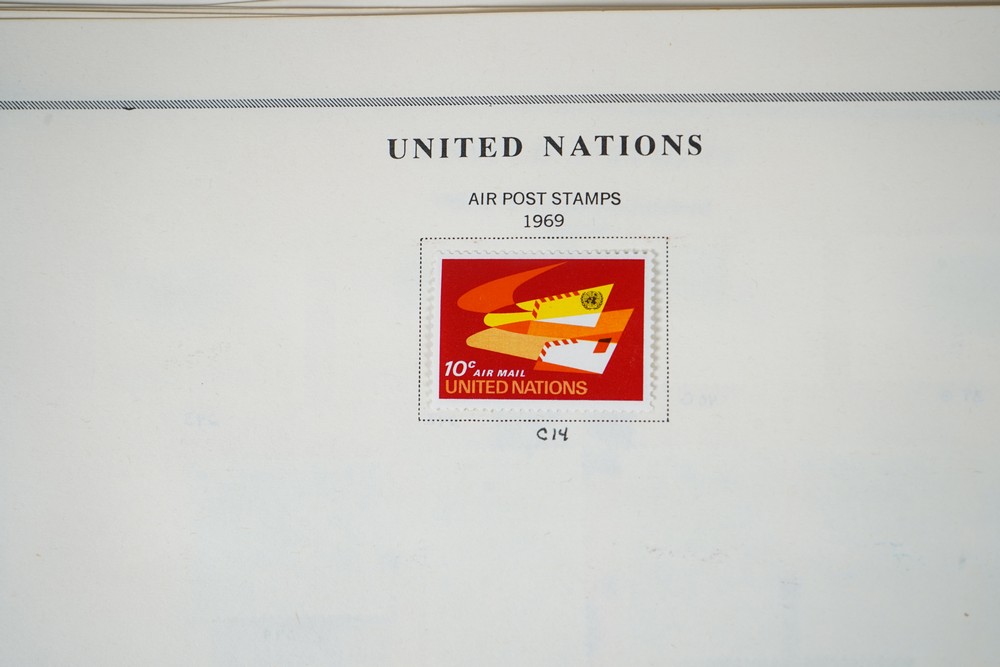 UNITED NATIONS
AIR POST STAMPS
1969
10c AIR MAIL
UNITED NATIONS
C14